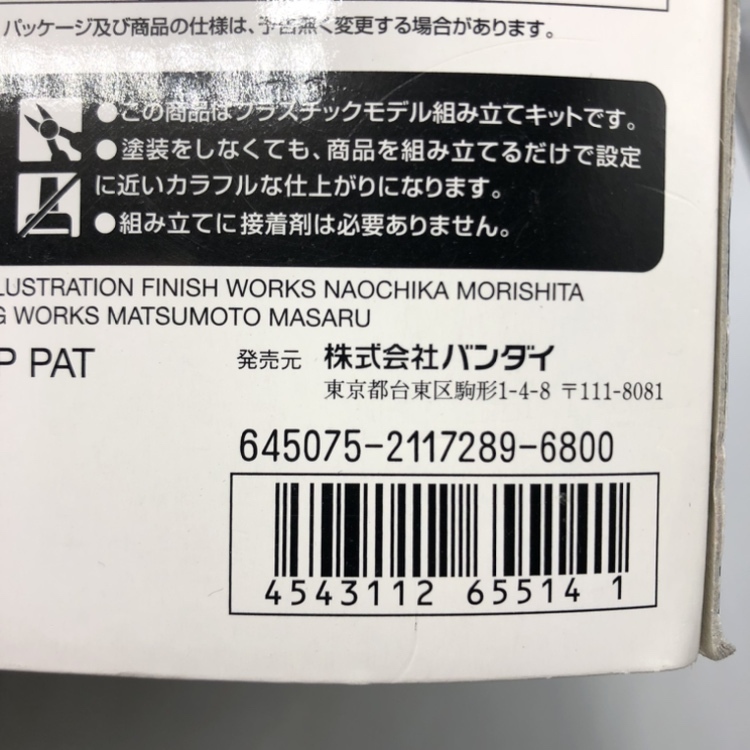 パッケージ及び商品の仕様は、予告無く変更する場合があります。
●この商品はプラスチックモデル組み立てキットです。
●塗装をしなくても、商品を組み立てるだけで設定
に近いカラフルな仕上がりになります。
●組み立てに接着剤は必要ありません。
LUSTRATION FINISH WORKS NAOCHIKA MORISHITA
G WORKS MATSUMOTO MASARU
P PAT
発売元 株式会社バンダイ
東京都台東区駒形1-4-8 〒111-8081
645075-2117289-6800
4543112 65514 1